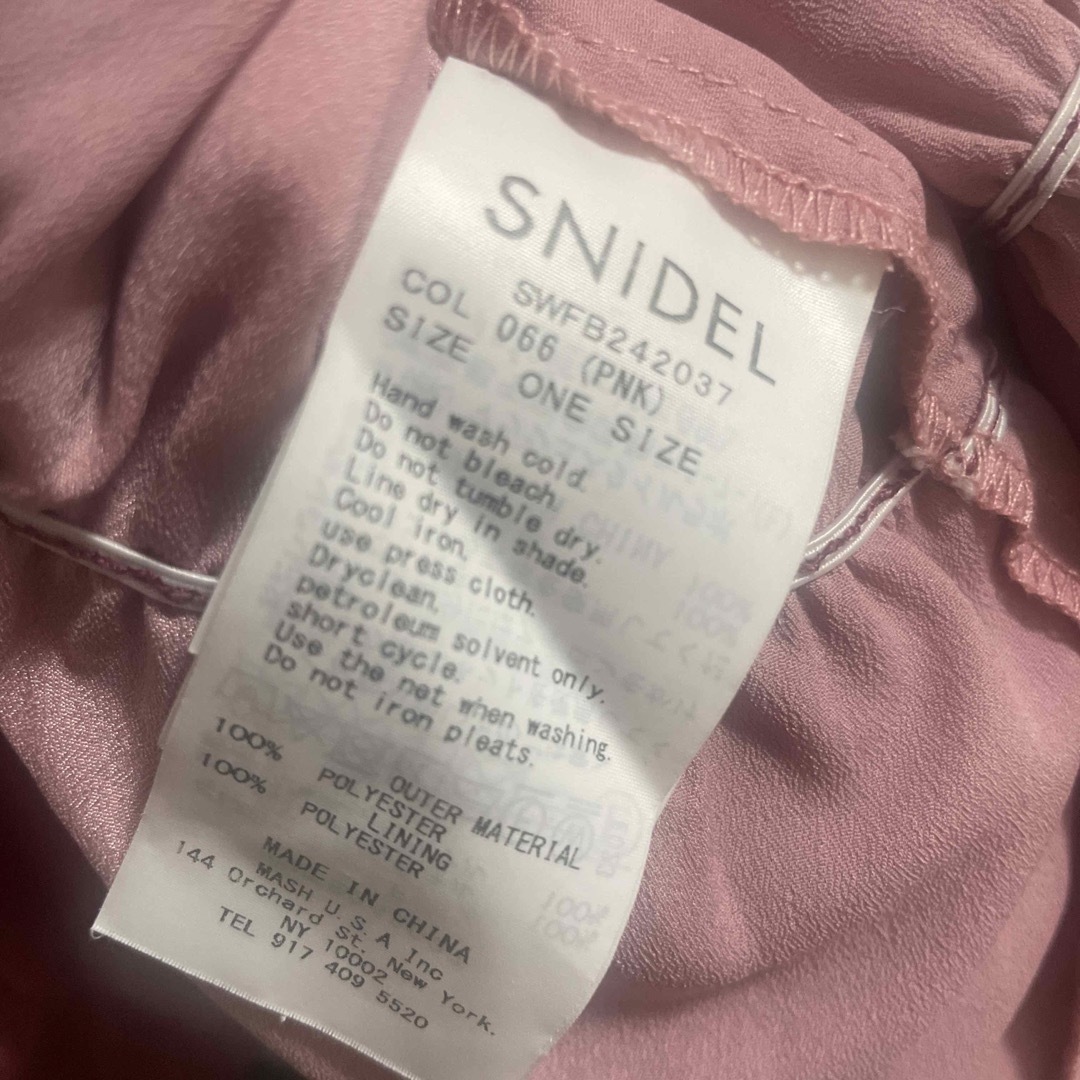 SNIDEL
SWFB242037
COL 066 (PNK)
SIZE ONE SIZE
Hand wash cold.
Do not bleach.
Do not tumble dry.
Line dry in shade.
Cool iron,
use press cloth.
Dryclean,
petroleum solvent only.
short cycle.
Use the net when washing.
Do not iron pleats.
OUTER MATERIAL
100% POLYESTER
LINING
100% POLYESTER
MADE IN CHINA
MASH U.S.A Inc
144 Orchard St. New York.
NY 10002
TEL 917 409 5520